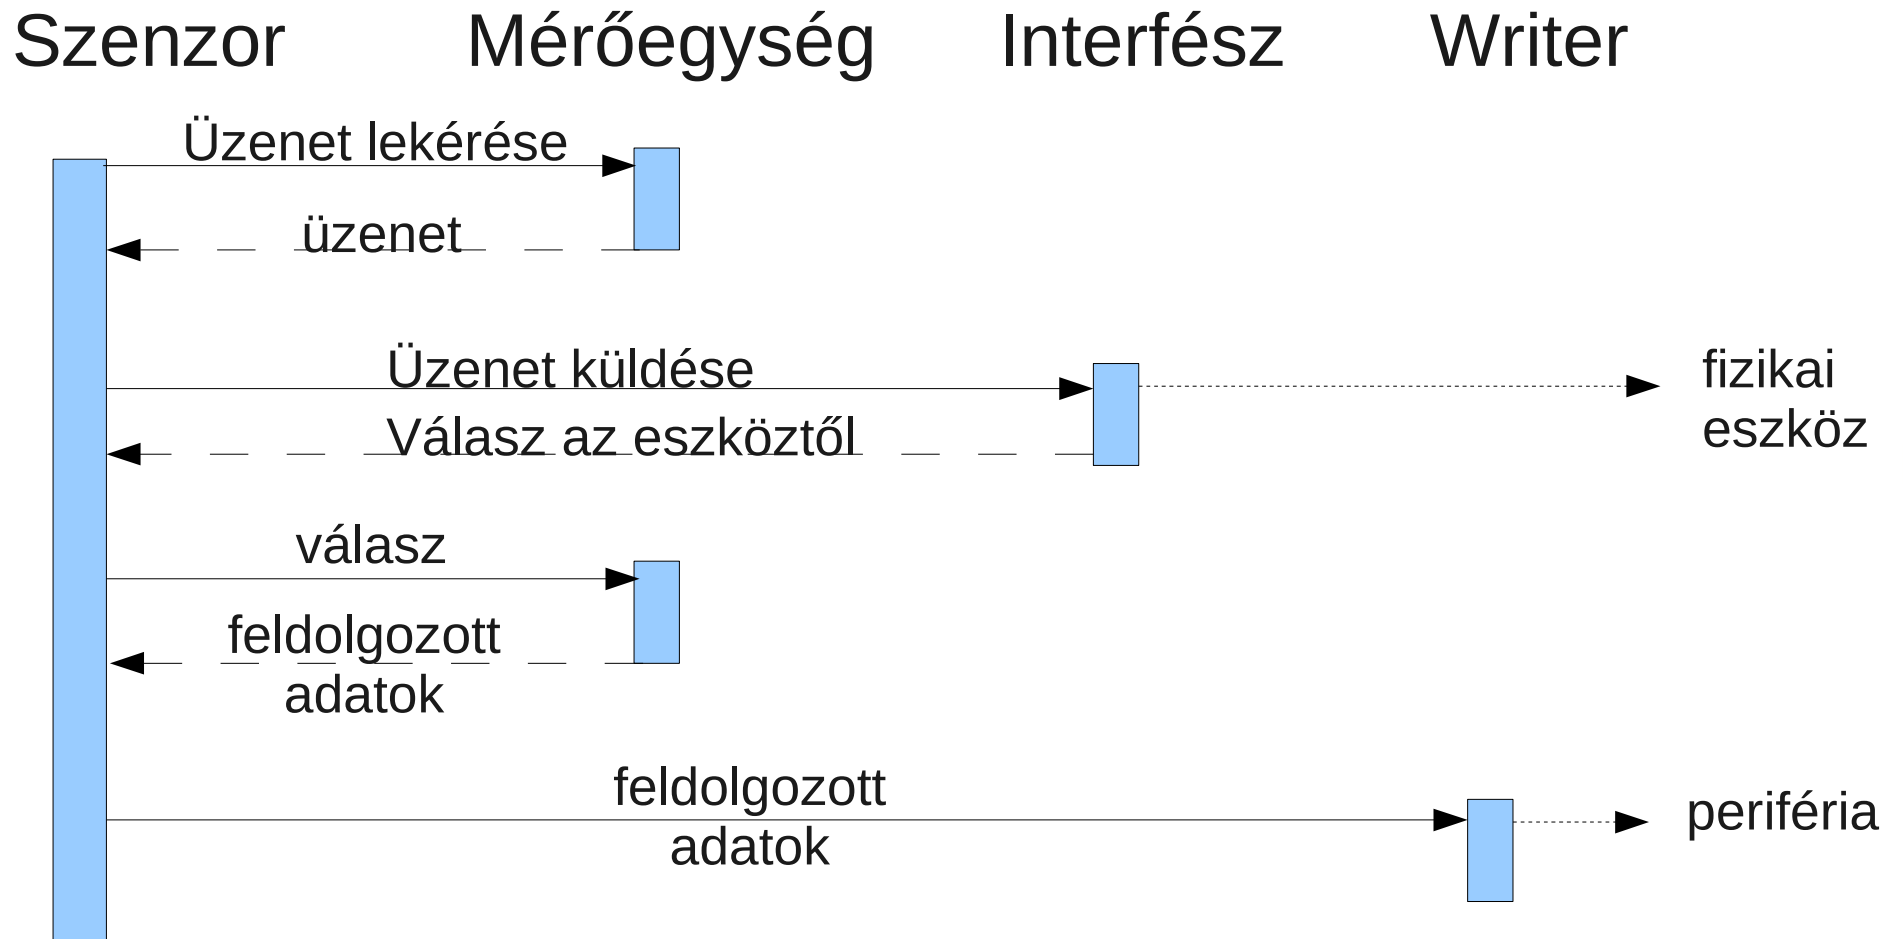 Szenzor Mérőegység Interfész Writer
Üzenet lekérése
üzenet
Üzenet küldése
fizikai
eszköz
Válasz az eszköztől
válasz
feldolgozott
adatok
feldolgozott
adatok
periféria